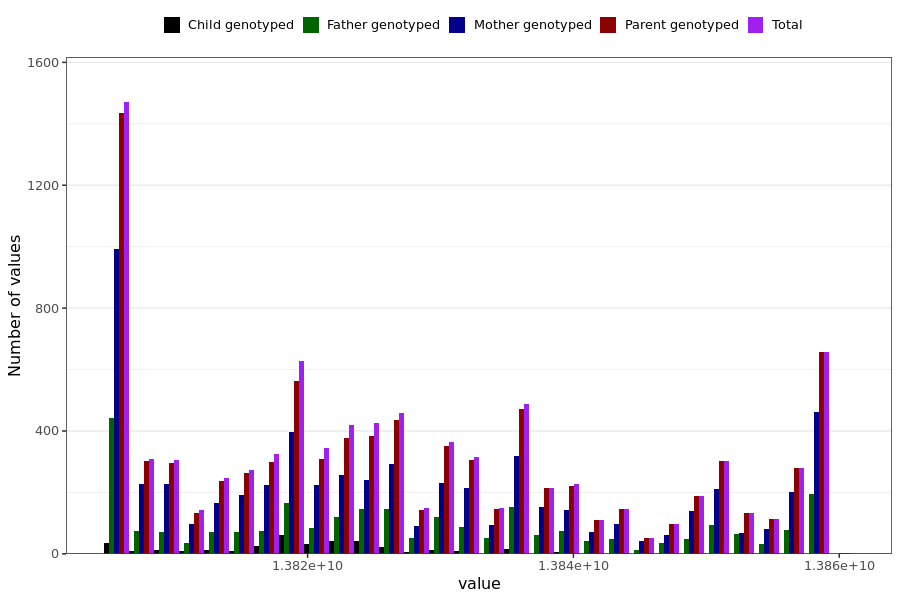 Child genotyped Father genotyped Mother genotyped Parent genotyped Total
1600
1200
800
400
0
Number of values
1.382e+10 1.384e+10 1.386e+10
value